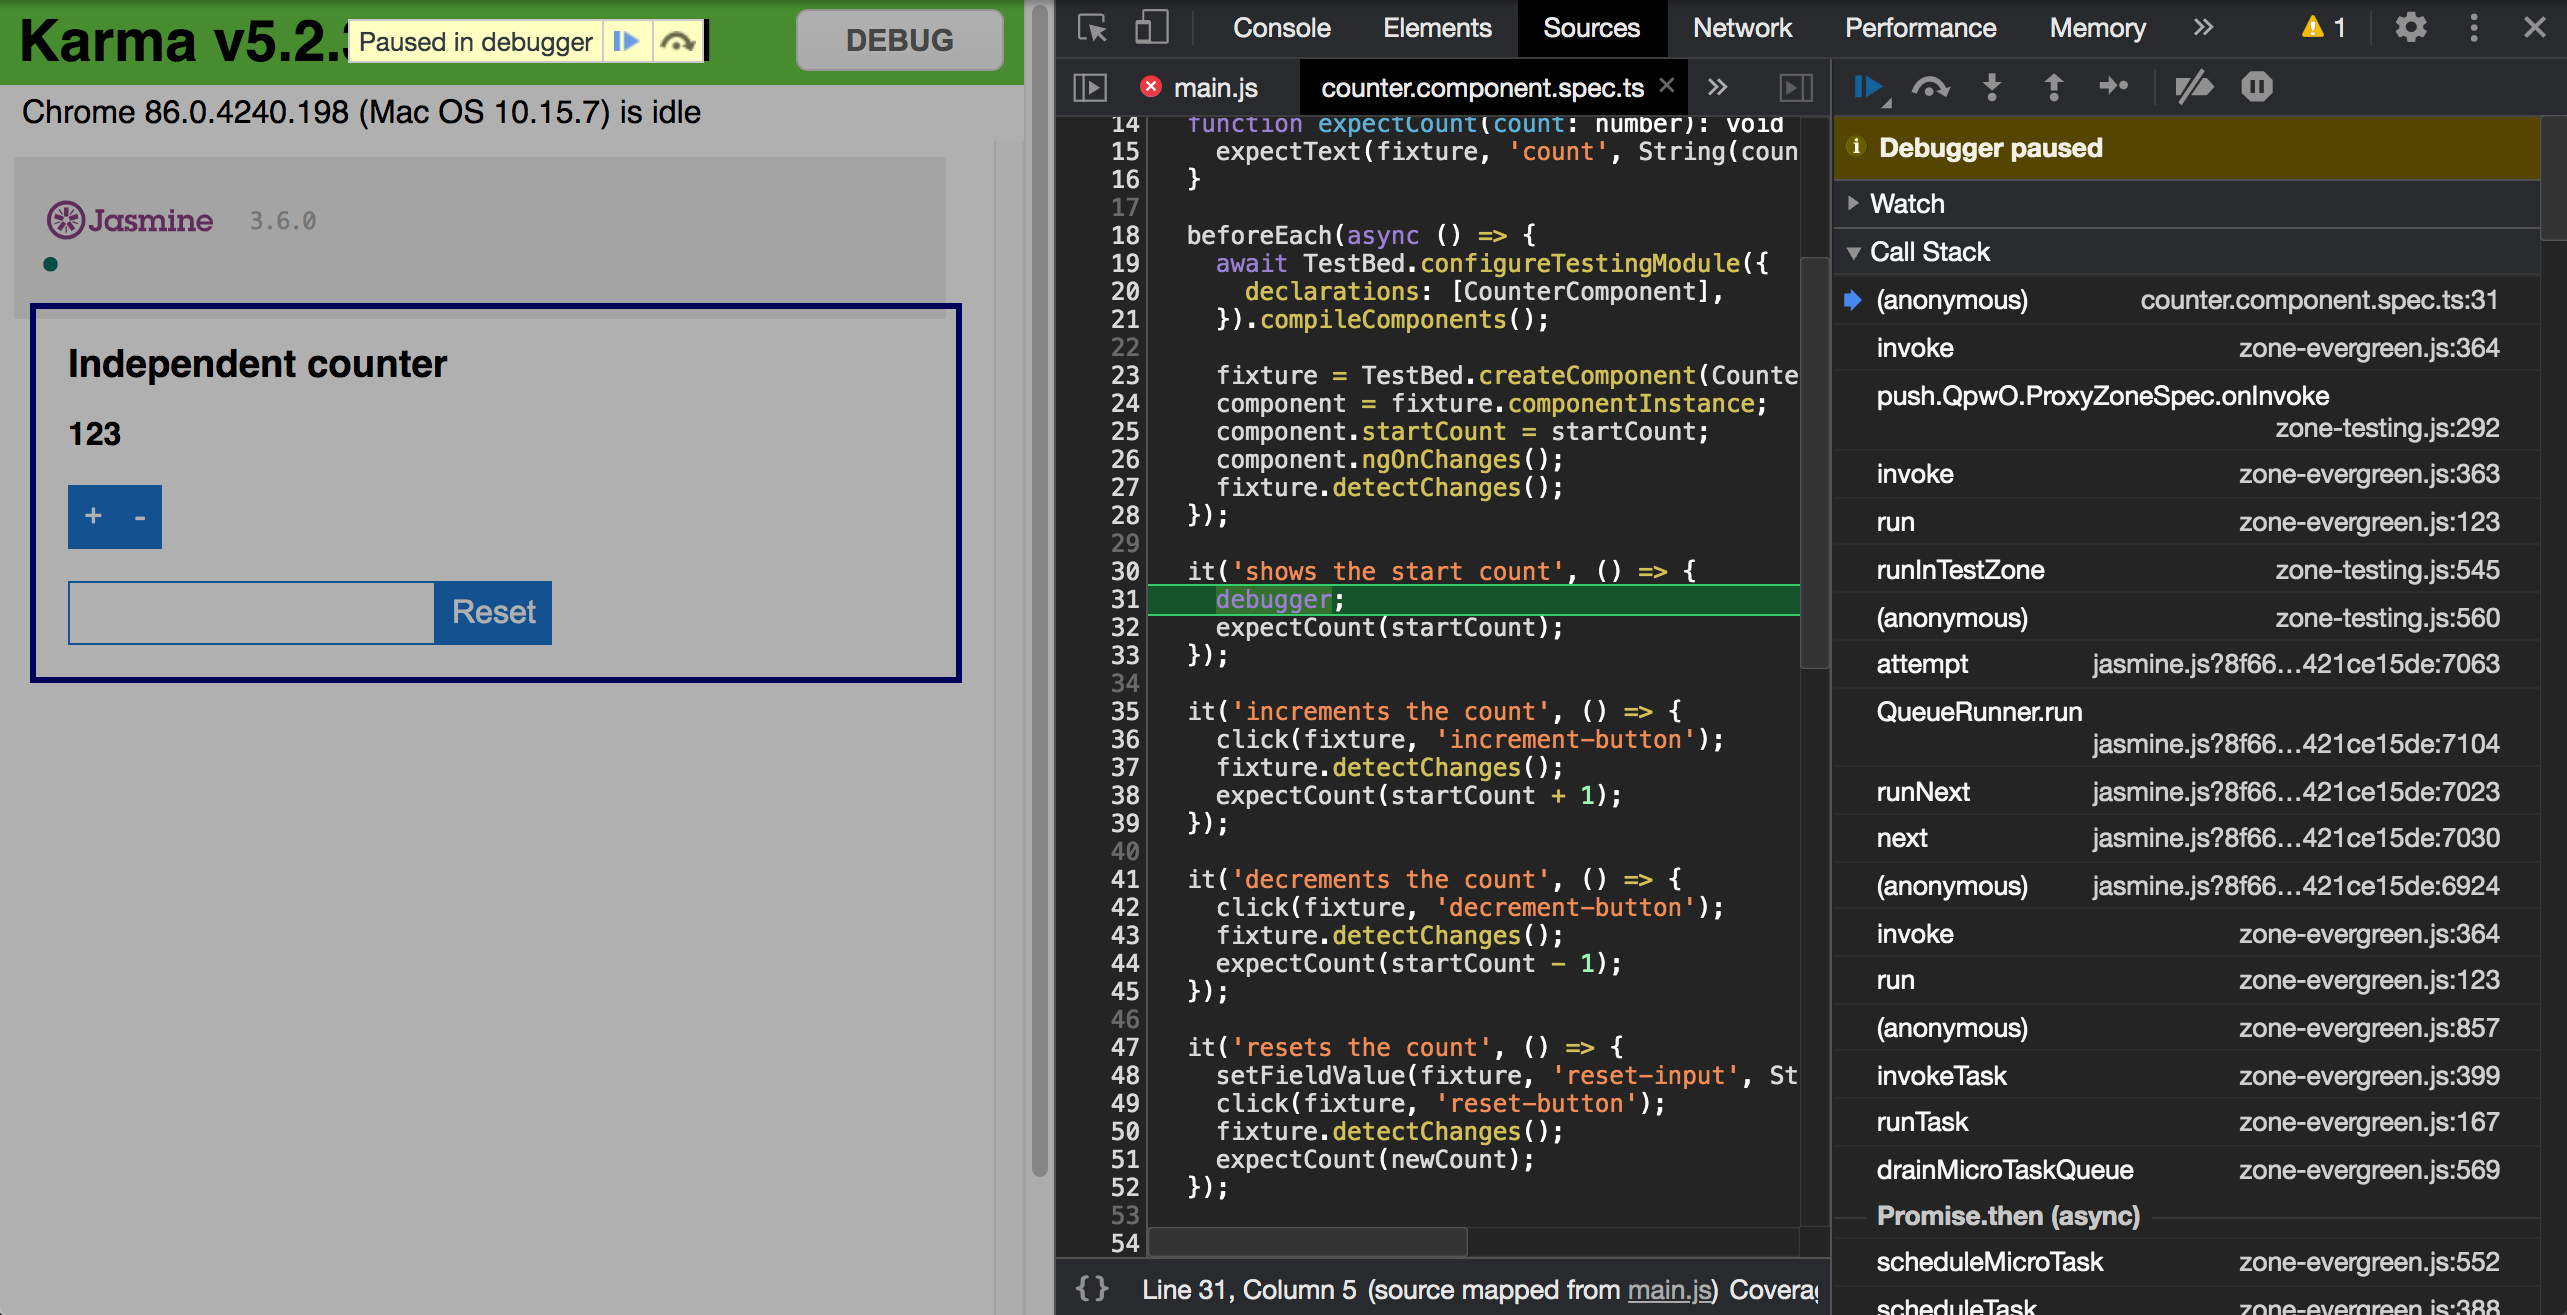 Karma v5.2.
Paused in debugger
DEBUG
Chrome 86.0.4240.198 (Mac OS 10.15.7) is idle
Jasmine 3.6.0
Independent counter
123
+ -
Reset
Console Elements Sources Network Performance Memory » 1
main.js counter.component.spec.ts »
14 function expectCount(count: number): void
15 expectText(fixture, 'count', String(coun
16 }
17
18 beforeEach(async () => {
19 await TestBed.configureTestingModule({
20 declarations: [CounterComponent],
21 }).compileComponents();
22
23 fixture = TestBed.createComponent(Counte
24 component = fixture.componentInstance;
25 component.startCount = startCount;
26 component.ngOnChanges();
27 fixture.detectChanges();
28 });
29
30 it('shows the start count', () => {
31 debugger;
32 expectCount(startCount);
33 });
34
35 it('increments the count', () => {
36 click(fixture, 'increment-button');
37 fixture.detectChanges();
38 expectCount(startCount + 1);
39 });
40
41 it('decrements the count', () => {
42 click(fixture, 'decrement-button');
43 fixture.detectChanges();
44 expectCount(startCount - 1);
45 });
46
47 it('resets the count', () => {
48 setFieldValue(fixture, 'reset-input', St
49 click(fixture, 'reset-button');
50 fixture.detectChanges();
51 expectCount(newCount);
52 });
53
54
{} Line 31, Column 5 (source mapped from main.js) Coverag
Debugger paused
Watch
Call Stack
(anonymous) counter.component.spec.ts:31
invoke zone-evergreen.js:364
push.QpwO.ProxyZoneSpec.onInvoke
zone-testing.js:292
invoke zone-evergreen.js:363
run zone-evergreen.js:123
runInTestZone zone-testing.js:545
(anonymous) zone-testing.js:560
attempt jasmine.js?8f66…421ce15de:7063
QueueRunner.run
jasmine.js?8f66…421ce15de:7104
runNext jasmine.js?8f66…421ce15de:7023
next jasmine.js?8f66…421ce15de:7030
(anonymous) jasmine.js?8f66…421ce15de:6924
invoke zone-evergreen.js:364
run zone-evergreen.js:123
(anonymous) zone-evergreen.js:857
invokeTask zone-evergreen.js:399
runTask zone-evergreen.js:167
drainMicroTaskQueue zone-evergreen.js:569
Promise.then (async)
scheduleMicroTask zone-evergreen.js:552
scheduleTask zone-evergreen.js:388